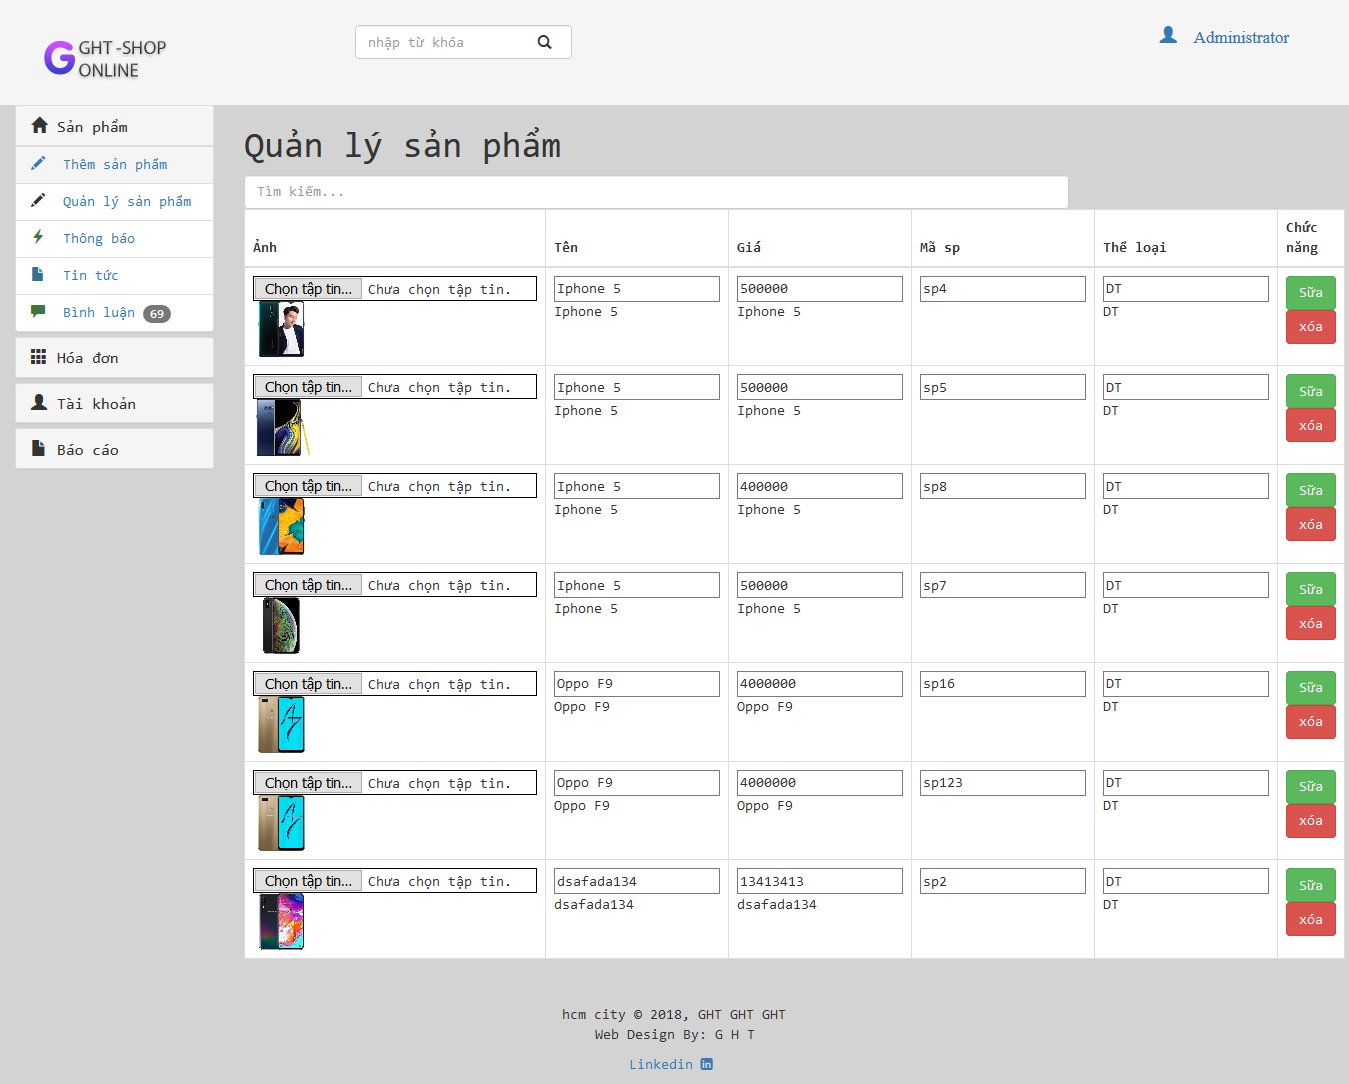 GHT -SHOP
ONLINE
nhập từ khóa
Administrator
Sản phẩm
Thêm sản phẩm
Quản lý sản phẩm
Thông báo
Tin tức
Bình luận 69
Hóa đơn
Tài khoản
Báo cáo
Quản lý sản phẩm
Tìm kiếm...
Ảnh Tên Giá Mã sp Thể loại Chức năng
Chọn tập tin... Chưa chọn tập tin. Iphone 5 500000 sp4 DT Sữa
Iphone 5 Iphone 5 DT xóa
Chọn tập tin... Chưa chọn tập tin. Iphone 5 500000 sp5 DT Sữa
Iphone 5 Iphone 5 DT xóa
Chọn tập tin... Chưa chọn tập tin. Iphone 5 400000 sp8 DT Sữa
Iphone 5 Iphone 5 DT xóa
Chọn tập tin... Chưa chọn tập tin. Iphone 5 500000 sp7 DT Sữa
Iphone 5 Iphone 5 DT xóa
Chọn tập tin... Chưa chọn tập tin. Oppo F9 4000000 sp16 DT Sữa
Oppo F9 Oppo F9 DT xóa
Chọn tập tin... Chưa chọn tập tin. Oppo F9 4000000 sp123 DT Sữa
Oppo F9 Oppo F9 DT xóa
Chọn tập tin... Chưa chọn tập tin. dsafada134 13413413 sp2 DT Sữa
dsafada134 dsafada134 DT xóa
hcm city © 2018, GHT GHT GHT
Web Design By: G H T
Linkedin in